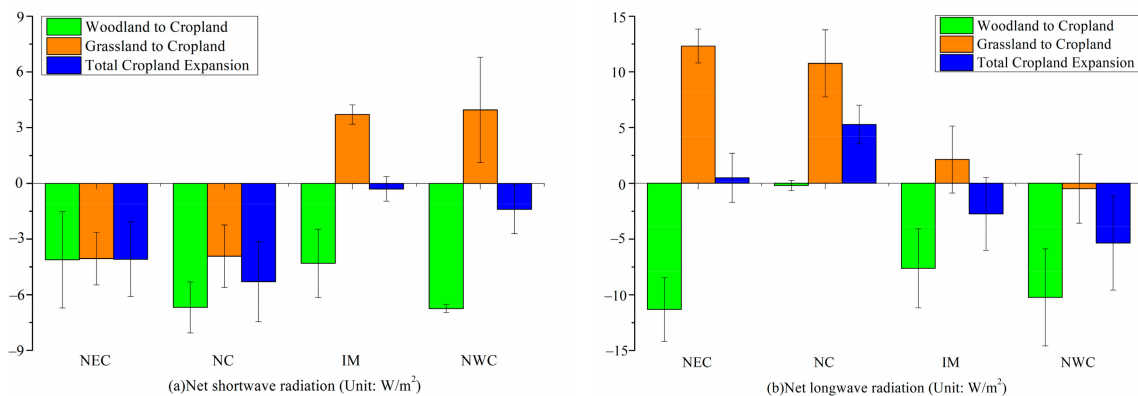 9
6
3
0
−3
−6
−9
Woodland to Cropland
Grassland to Cropland
Total Cropland Expansion
NEC NC IM NWC
(a)Net shortwave radiation (Unit: W/m²)
15
10
5
0
−5
−10
−15
Woodland to Cropland
Grassland to Cropland
Total Cropland Expansion
NEC NC IM NWC
(b)Net longwave radiation (Unit: W/m²)